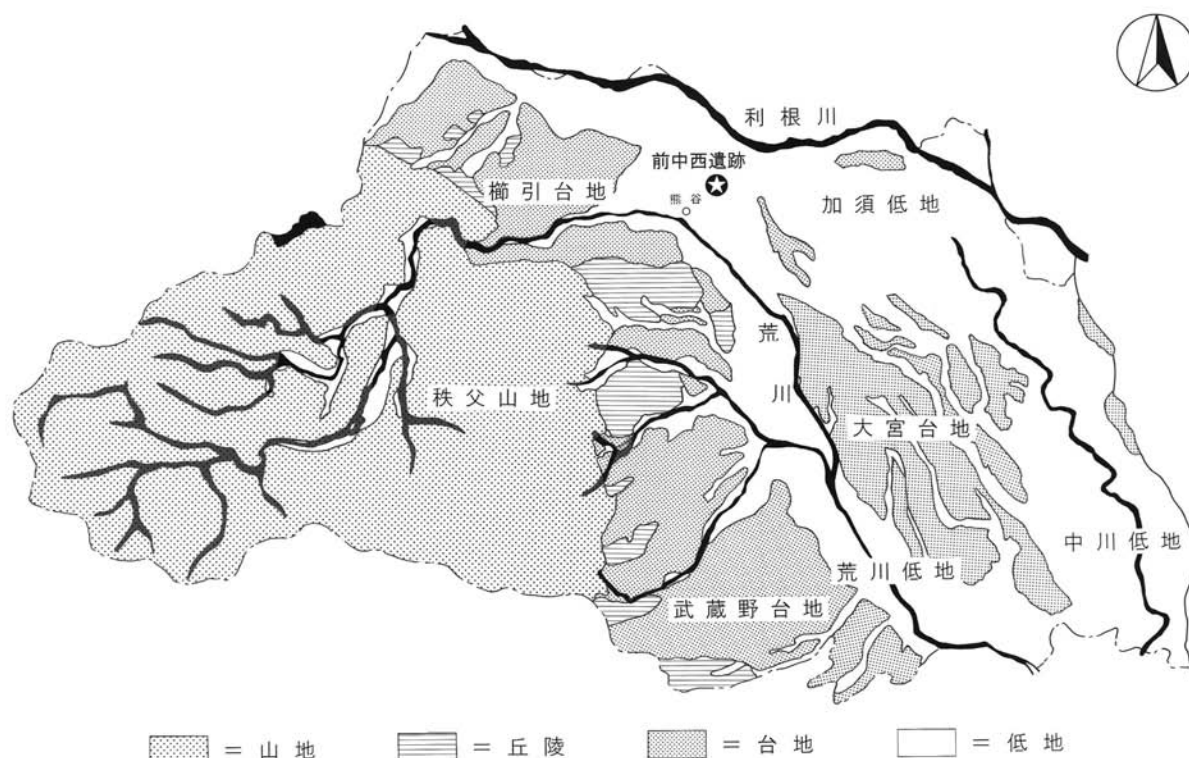 利根川
前中西遺跡
櫛引台地
熊谷
加須低地
荒川
秩父山地
大宮台地
中川低地
荒川低地
武蔵野台地
＝山地
＝丘陵
＝台地
＝低地